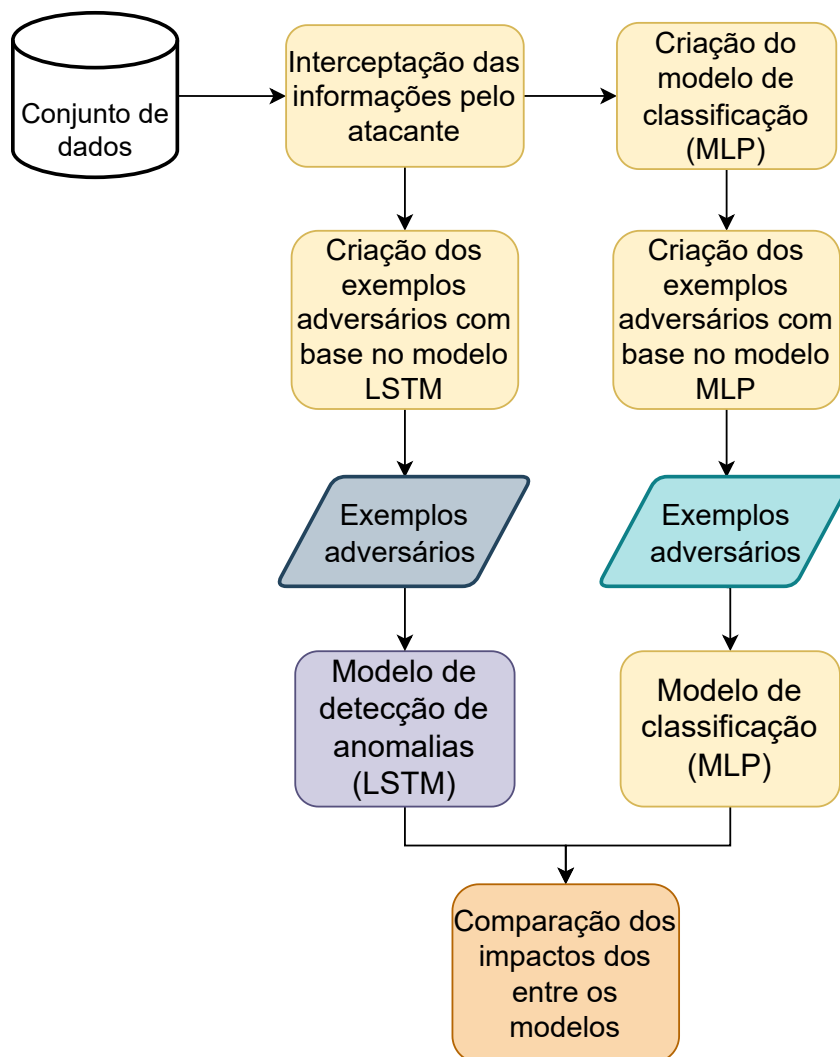 Conjunto de
dados
Interceptação das
informações pelo
atacante
Criação do
modelo de
classificação
(MLP)
Criação dos
exemplos
adversários com
base no modelo
LSTM
Criação dos
exemplos
adversários com
base no modelo
MLP
Exemplos
adversários
Exemplos
adversários
Modelo de
detecção de
anomalias
(LSTM)
Modelo de
classificação
(MLP)
Comparação dos
impactos dos
entre os
modelos